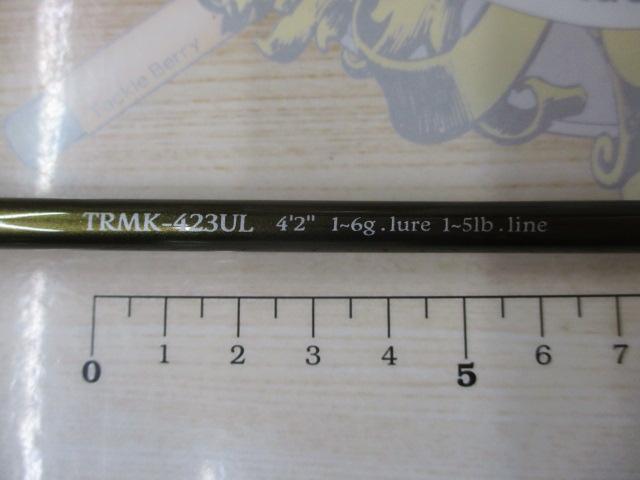 Tackle Berry
TRMK-423UL 4'2" 1~6g.lure 1~5lb.line
0 1 2 3 4 5 6 7